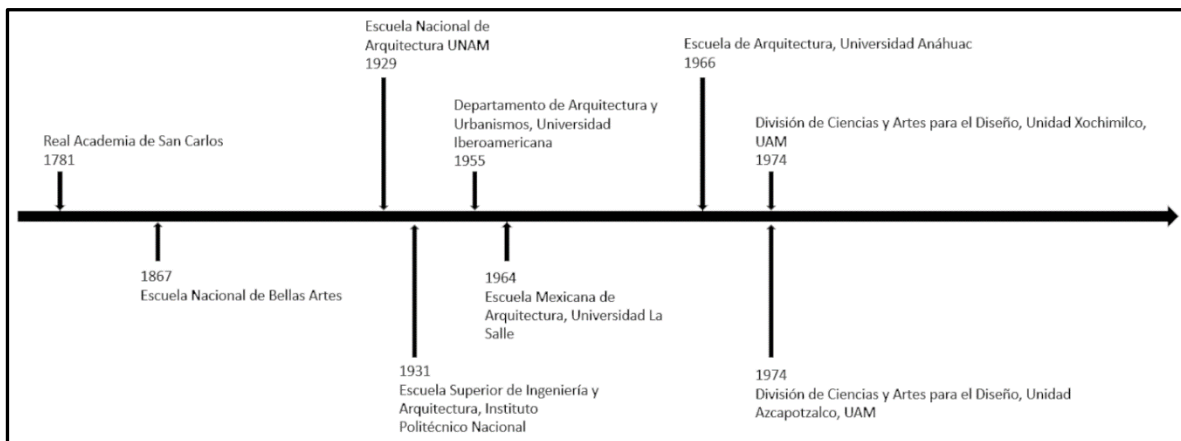 Real Academia de San Carlos
1781
1867
Escuela Nacional de Bellas Artes
Escuela Nacional de
Arquitectura UNAM
1929
1931
Escuela Superior de Ingeniería y
Arquitectura, Instituto
Politécnico Nacional
Departamento de Arquitectura y
Urbanismos, Universidad
Iberoamericana
1955
1964
Escuela Mexicana de
Arquitectura, Universidad La
Salle
Escuela de Arquitectura, Universidad Anáhuac
1966
División de Ciencias y Artes para el Diseño, Unidad Xochimilco,
UAM
1974
1974
División de Ciencias y Artes para el Diseño, Unidad
Azcapotzalco, UAM